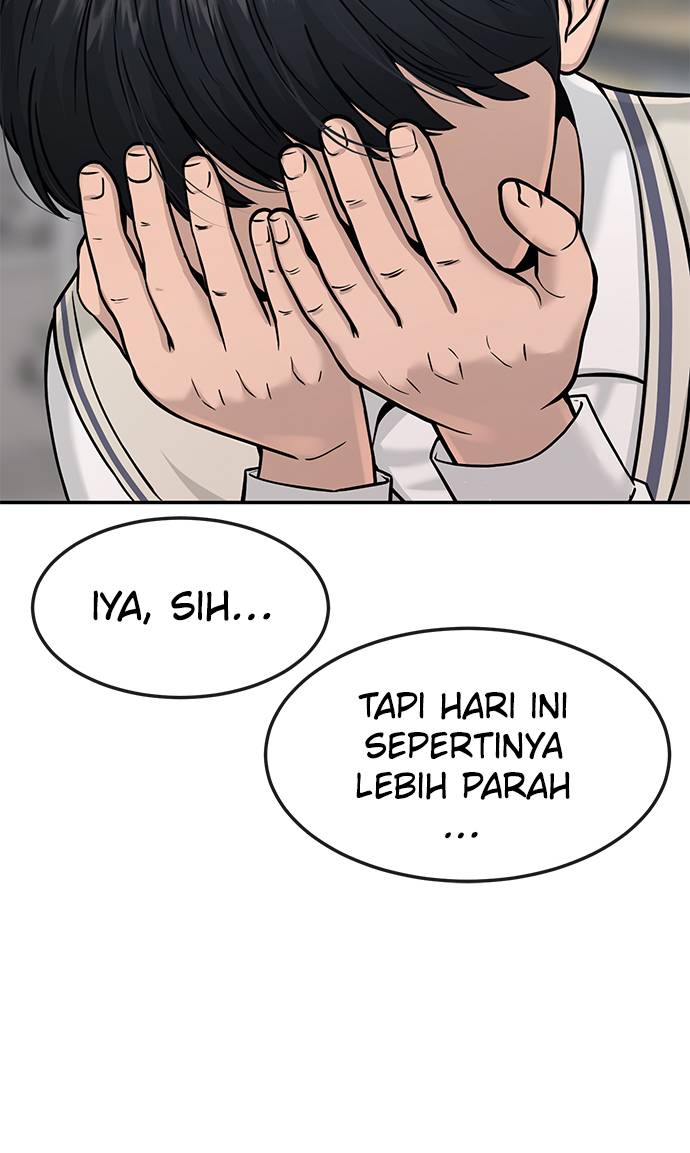 IYA, SIH...
TAPI HARI INI
SEPERTINYA
LEBIH PARAH
...